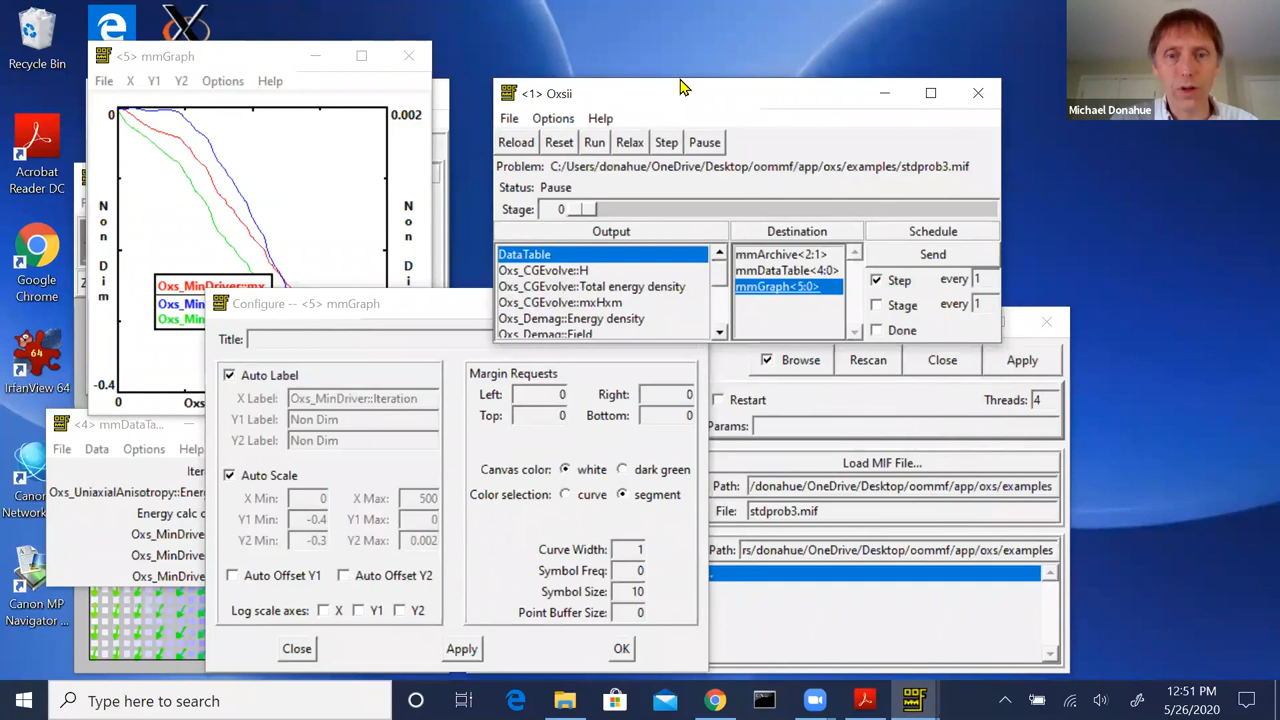 Recycle Bin
Acrobat
Reader DC
Google
Chrome
IrfanView 64
Canon
Network...
Canon MP
Navigator ...
<5> mmGraph
File X Y1 Y2 Options Help
0
0.002
Non Dim
Non Dim
Oxs_MinDriver::mx
Oxs_Min
Oxs_Min
-0.4
0
Oxs
<4> mmDataTa...
File Data Options Help
Iter
Oxs_UniaxialAnisotropy::Energ
Energy calc c
Oxs_MinDrive
Oxs_MinDrive
Oxs_MinDrive
Configure -- <5> mmGraph
Title:
Auto Label
X Label: Oxs_MinDriver::Iteration
Y1 Label: Non Dim
Y2 Label: Non Dim
Auto Scale
X Min: 0 X Max: 500
Y1 Min: -0.4 Y1 Max: 0
Y2 Min: -0.3 Y2 Max: 0.002
Auto Offset Y1 Auto Offset Y2
Log scale axes: X Y1 Y2
Margin Requests
Left: 0 Right: 0
Top: 0 Bottom: 0
Canvas color: white dark green
Color selection: curve segment
Curve Width: 1
Symbol Freq: 0
Symbol Size: 10
Point Buffer Size: 0
Close Apply OK
<1> Oxsii
File Options Help
Reload Reset Run Relax Step Pause
Problem: C:/Users/donahue/OneDrive/Desktop/oommf/app/oxs/examples/stdprob3.mif
Status: Pause
Stage: 0
Output Destination Schedule
DataTable
Oxs_CGEvolve::H
Oxs_CGEvolve::Total energy density
Oxs_CGEvolve::mxHxm
Oxs_Demag::Energy density
Oxs_Demag::Field
mmArchive<2:1>
mmDataTable<4:0>
mmGraph<5:0>
Send
Step every 1
Stage every 1
Done
Browse Rescan Close Apply
Restart Threads: 4
Params:
Load MIF File...
Path: /donahue/OneDrive/Desktop/oommf/app/oxs/examples
File: stdprob3.mif
Path: rs/donahue/OneDrive/Desktop/oommf/app/oxs/examples
Michael Donahue
Type here to search
12:51 PM
5/26/2020